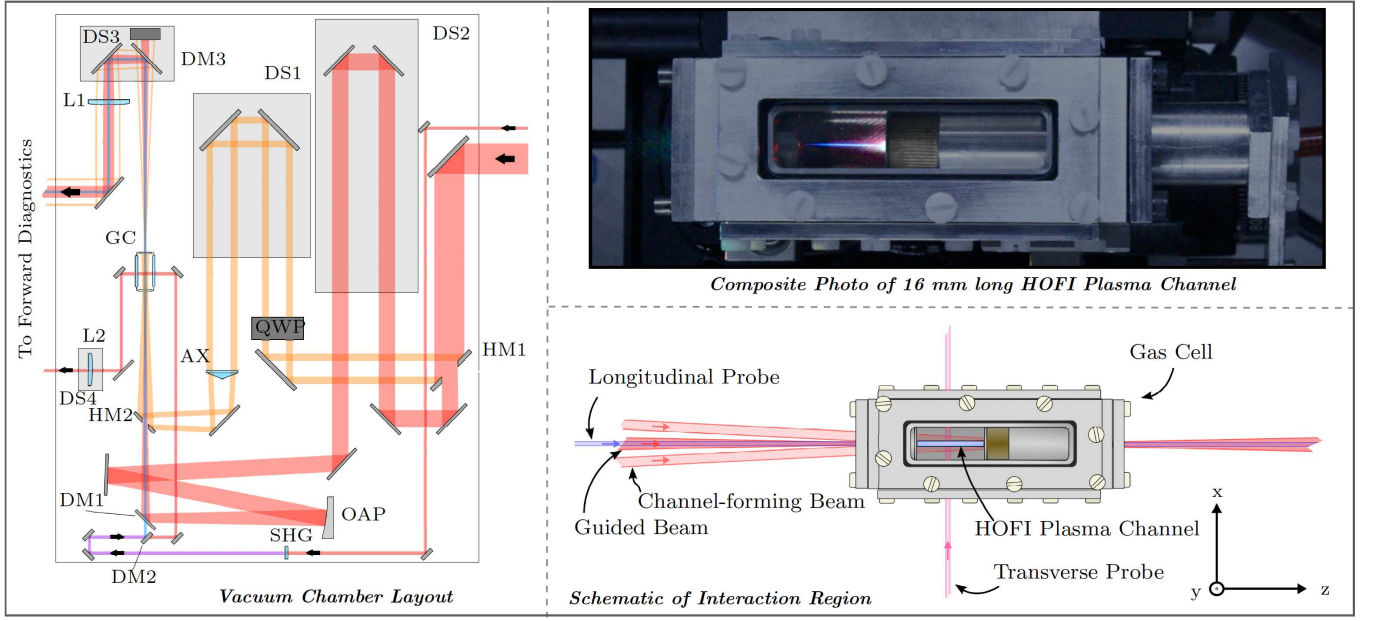 DS3
DM3
DS2
DS1
L1
To Forward Diagnostics
GC
QWP
HM1
L2
AX
DS4
HM2
DM1
OAP
SHG
DM2
Vacuum Chamber Layout
Composite Photo of 16 mm long HOFI Plasma Channel
Gas Cell
Longitudinal Probe
Channel-forming Beam
Guided Beam
HOFI Plasma Channel
Transverse Probe
x
y
z
Schematic of Interaction Region